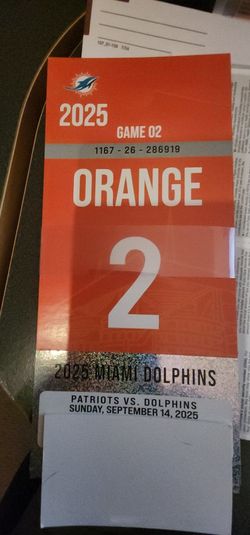 2025
GAME 02
1167 - 26 - 286919
ORANGE
2
2025 MIAMI DOLPHINS
PATRIOTS VS. DOLPHINS
SUNDAY, SEPTEMBER 14, 2025